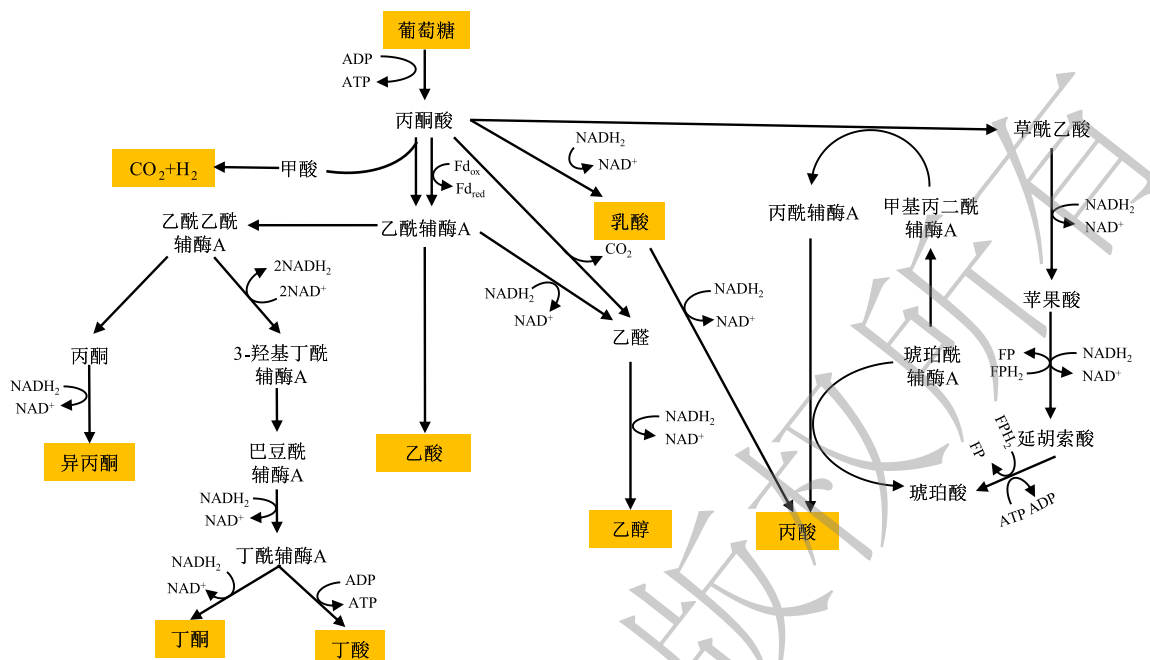 葡萄糖
ADP
ATP
丙酮酸
草酰乙酸
CO₂+H₂
甲酸
Fdox
Fdred
NADH₂
NAD⁺
乙酰乙酰
辅酶A
乙酰辅酶A
乳酸
丙酰辅酶A
甲基丙二酰
辅酶A
NADH₂
NAD⁺
CO₂
2NADH₂
2NAD⁺
NADH₂
NAD⁺
NADH₂
NAD⁺
苹果酸
丙酮
3-羟基丁酰
辅酶A
乙醛
琥珀酰
辅酶A
FP
FPH₂
NADH₂
NAD⁺
NADH₂
NAD⁺
NADH₂
NAD⁺
异丙酮
巴豆酰
辅酶A
乙酸
延胡索酸
FPH₂
FP
琥珀酸
ATP ADP
NADH₂
NAD⁺
乙醇
丙酸
丁酰辅酶A
NADH₂
NAD⁺
ADP
ATP
丁酮
丁酸
版权所有